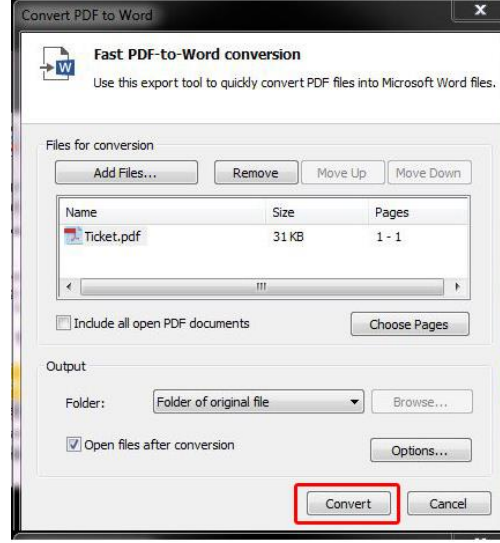 Convert PDF to Word
x
Fast PDF-to-Word conversion
W
Use this export tool to quickly convert PDF files into Microsoft Word files.
Files for conversion
Add Files... Remove Move Up Move Down
Name Size Pages
Ticket.pdf 31 KB 1 - 1
Include all open PDF documents Choose Pages
Output
Folder: Folder of original file Browse...
Open files after conversion Options...
Convert Cancel